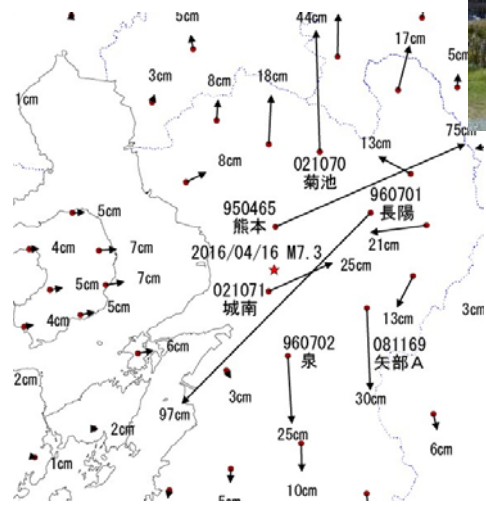 5cm
44cm
17cm
3cm
8cm
18cm
5cm
1cm
75cm
13cm
8cm
021070
菊池
960701
長陽
950465
熊本
5cm
21cm
4cm
7cm
2016/04/16 M7.3
7cm
25cm
5cm
021071
城南
5cm
4cm
13cm
3cm
960702
泉
081169
矢部A
6cm
2cm
3cm
30cm
97cm
2cm
25cm
6cm
1cm
10cm
5cm